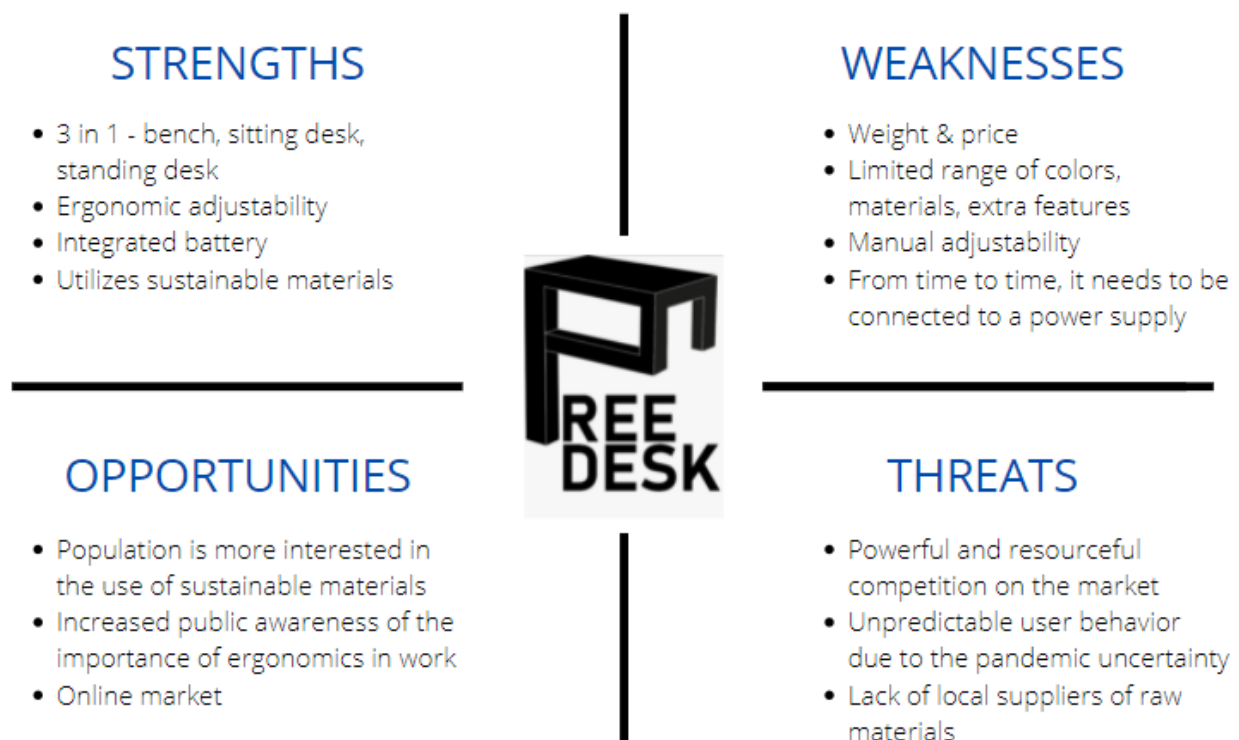 STRENGTHS
• 3 in 1 - bench, sitting desk,
standing desk
• Ergonomic adjustability
• Integrated battery
• Utilizes sustainable materials
WEAKNESSES
• Weight & price
• Limited range of colors,
materials, extra features
• Manual adjustability
• From time to time, it needs to be
connected to a power supply
FREE
DESK
OPPORTUNITIES
• Population is more interested in
the use of sustainable materials
• Increased public awareness of the
importance of ergonomics in work
• Online market
THREATS
• Powerful and resourceful
competition on the market
• Unpredictable user behavior
due to the pandemic uncertainty
• Lack of local suppliers of raw
materials